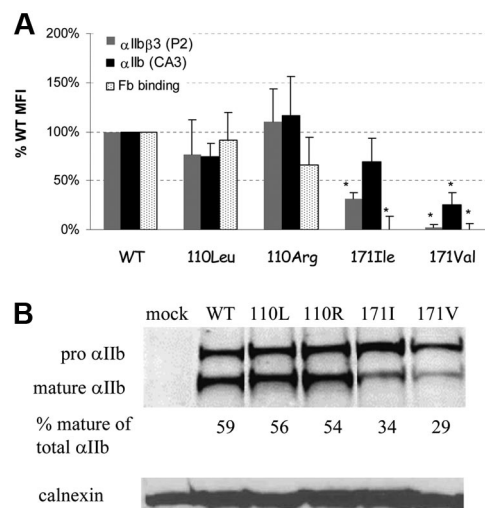 A
200%
150%
100%
50%
0%
% WT MFI
αIIbβ3 (P2)
αIIb (CA3)
Fb binding
* * * * *
WT 110Leu 110Arg 171Ile 171Val
B
mock WT 110L 110R 171I 171V
pro αIIb
mature αIIb
% mature of 59 56 54 34 29
total αIIb
calnexin